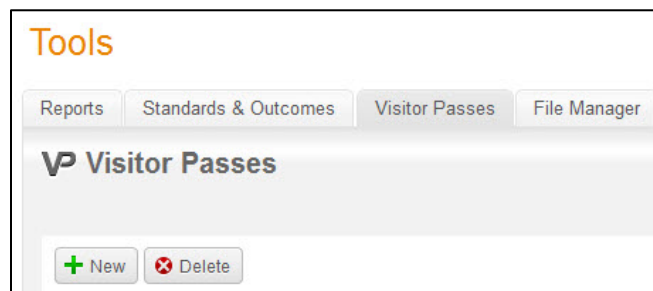 Tools
Reports Standards & Outcomes Visitor Passes File Manager
VP Visitor Passes
New Delete